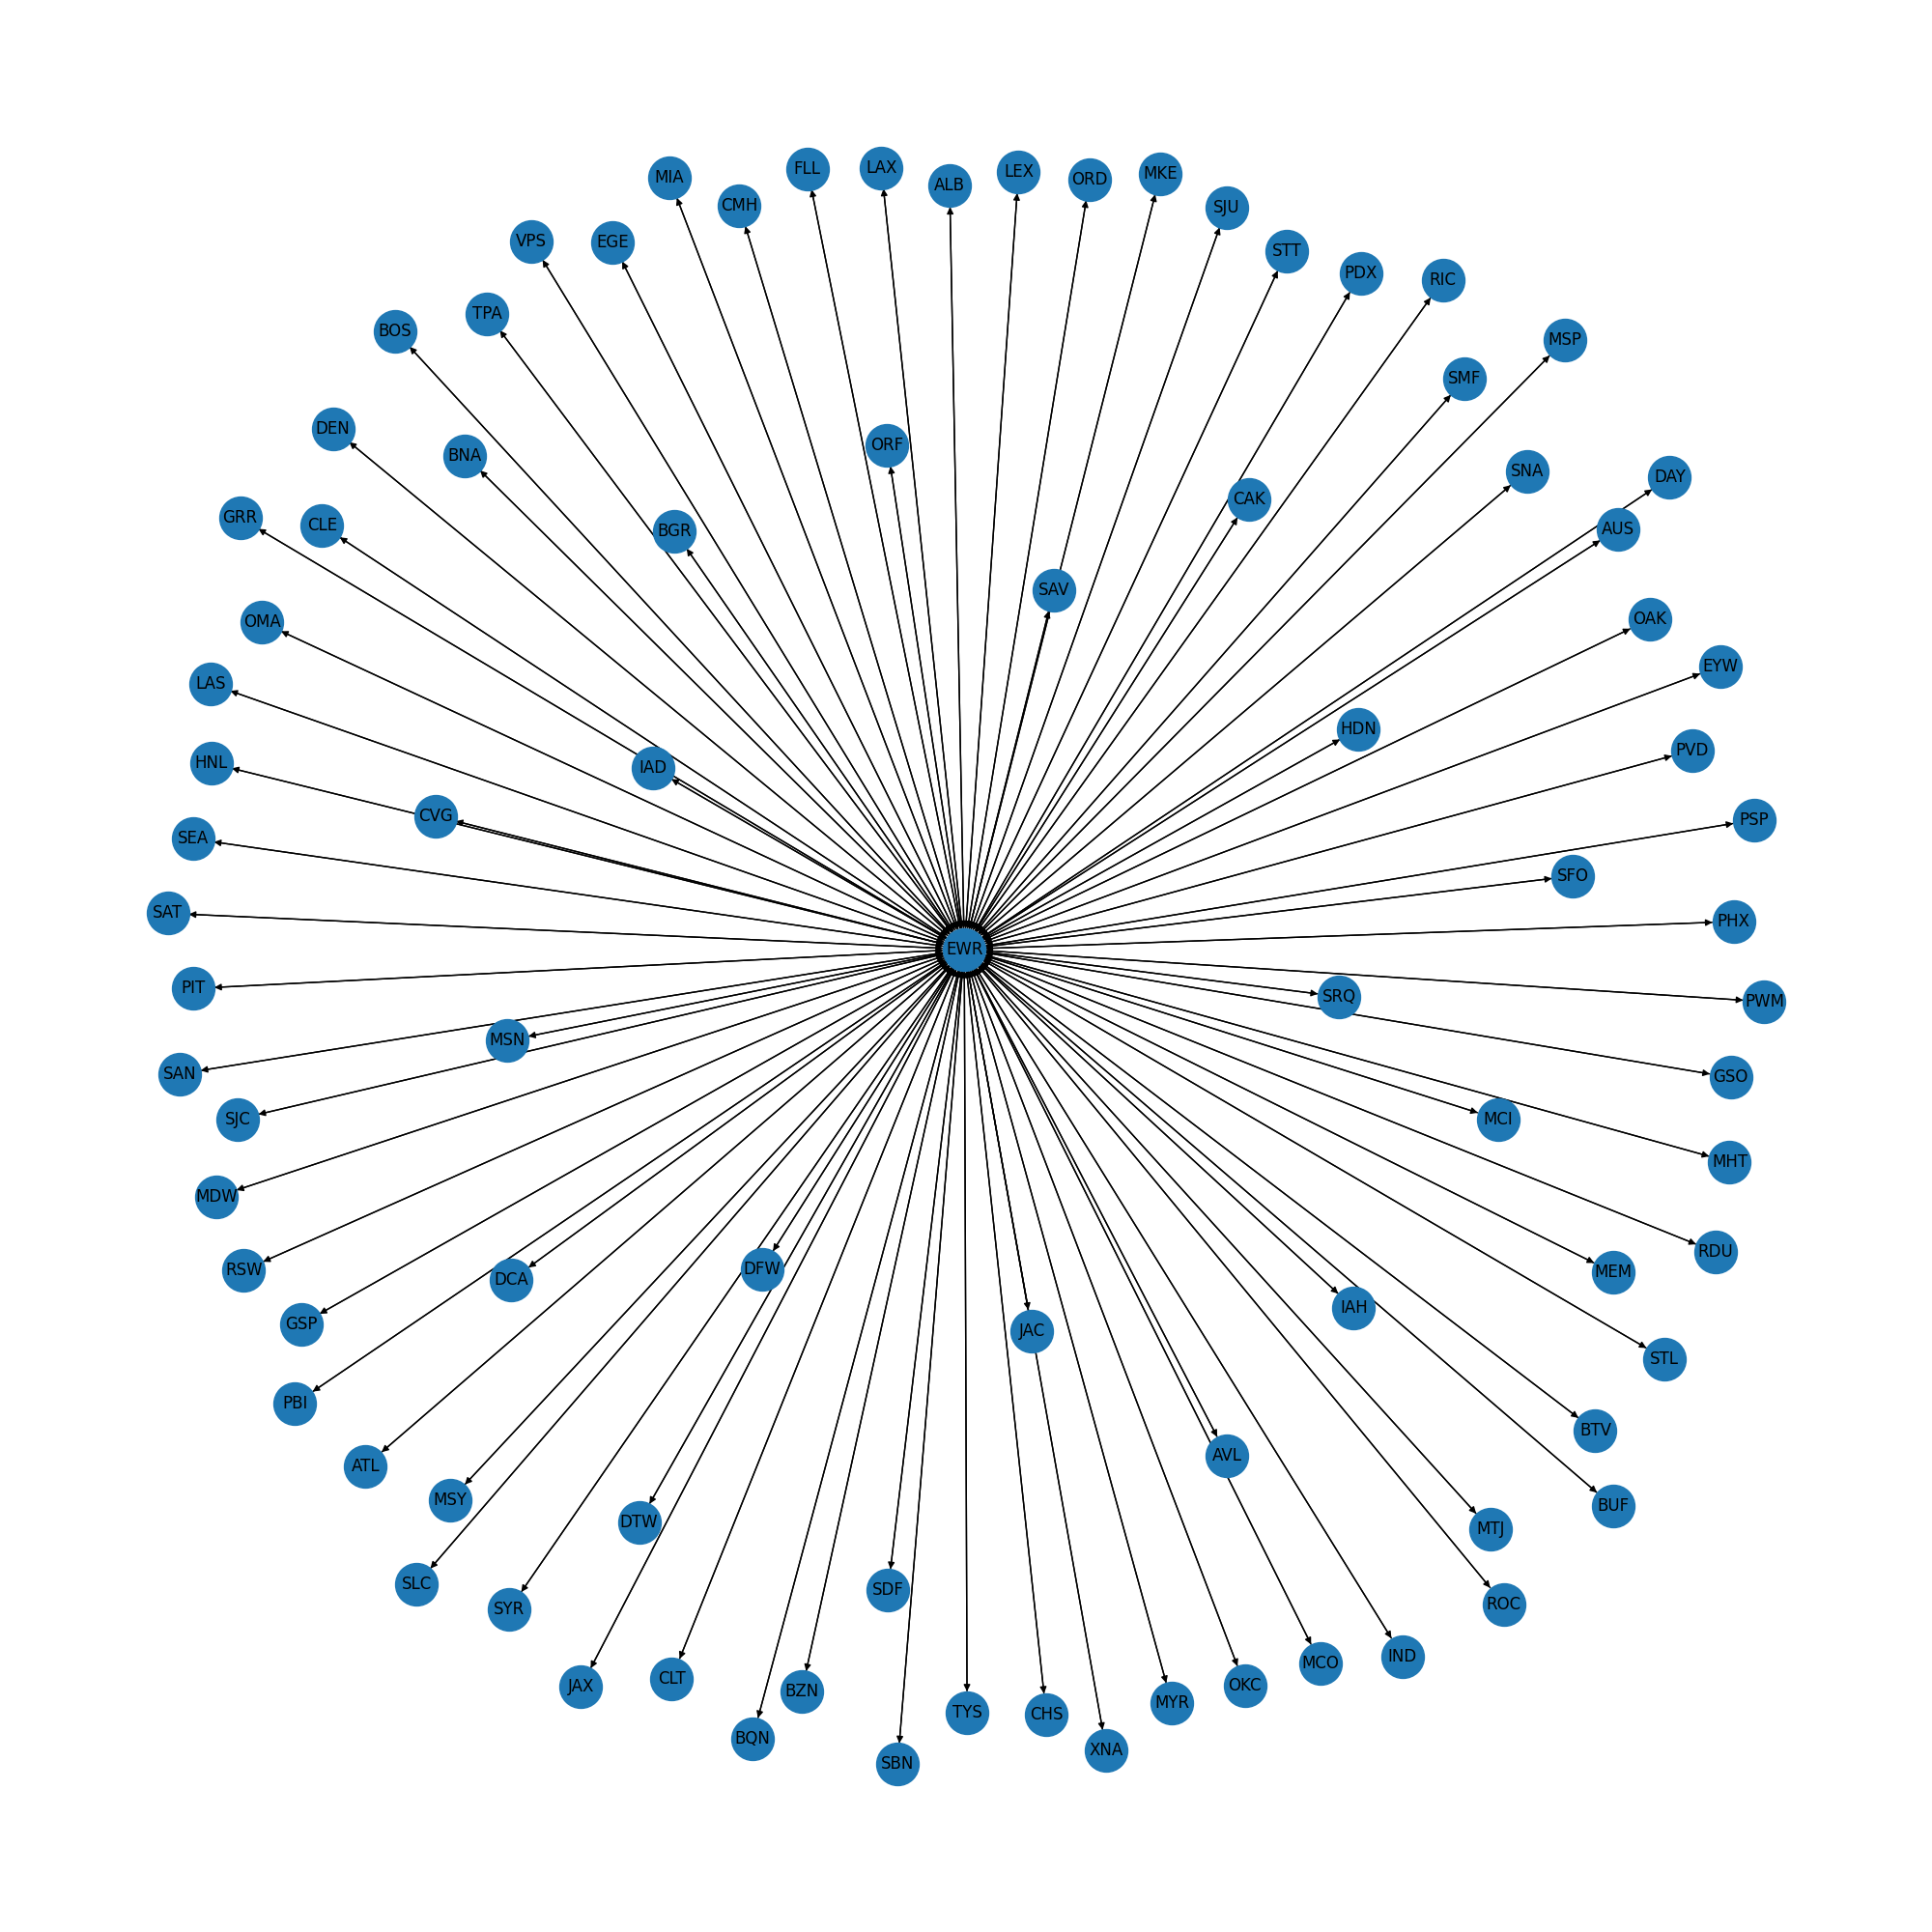 LAX
FLL
LEX
MKE
MIA
ORD
ALB
CMH
SJU
VPS
EGE
STT
PDX
RIC
TPA
BOS
MSP
SMF
DEN
ORF
BNA
SNA
DAY
CAK
GRR
CLE
AUS
BGR
SAV
OAK
OMA
EYW
LAS
HDN
PVD
HNL
IAD
CVG
PSP
SEA
SFO
SAT
PHX
EWR
PIT
SRQ
PWM
MSN
SAN
GSO
SJC
MCI
MHT
MDW
RDU
RSW
DFW
MEM
DCA
IAH
GSP
JAC
STL
PBI
BTV
AVL
ATL
MSY
BUF
DTW
MTJ
SLC
SDF
ROC
SYR
IND
MCO
CLT
OKC
JAX
BZN
MYR
TYS
CHS
BQN
XNA
SBN